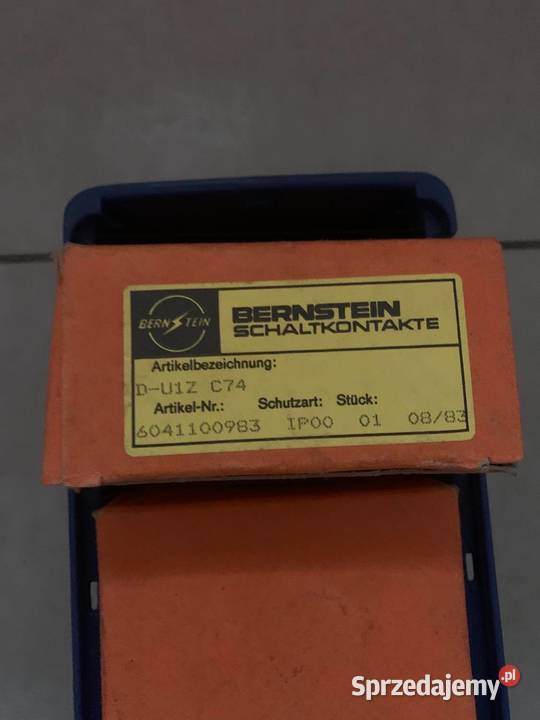 BERNSTEIN
BERNSTEIN
SCHALTKONTAKTE
Artikelbezeichnung:
D-U1Z C74
Artikel-Nr.: Schutzart: Stück:
6041100983 IP00 01 08/83
Sprzedajemy.pl